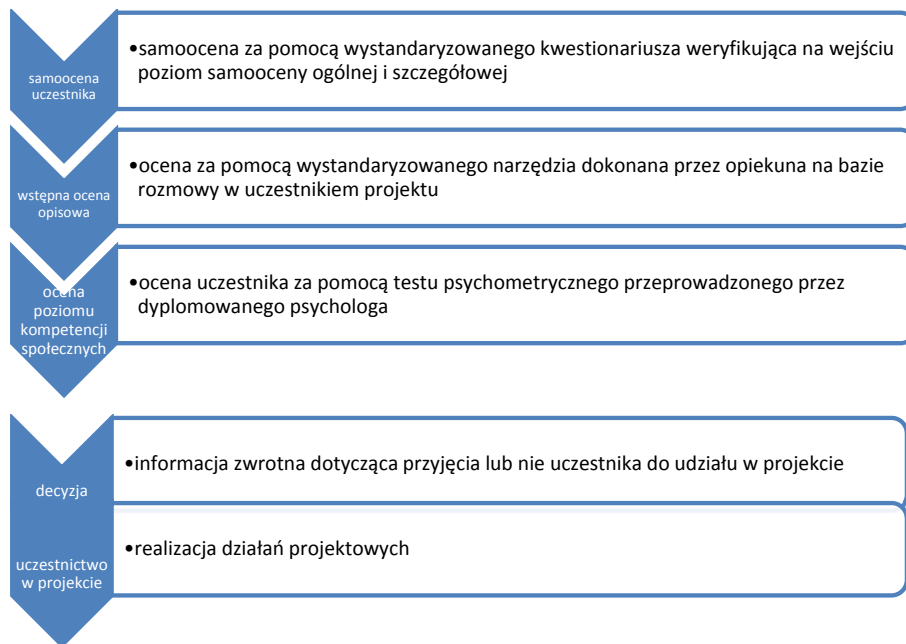 samoocena
uczestnika
•samoocena za pomocą wystandaryzowanego kwestionariusza weryfikująca na wejściu
poziom samooceny ogólnej i szczegółowej
wstępna ocena
opisowa
•ocena za pomocą wystandaryzowanego narzędzia dokonana przez opiekuna na bazie
rozmowy w uczestnikiem projektu
ocena
poziomu
kompetencji
społecznych
•ocena uczestnika za pomocą testu psychometrycznego przeprowadzonego przez
dyplomowanego psychologa
decyzja
•informacja zwrotna dotycząca przyjęcia lub nie uczestnika do udziału w projekcie
uczestnictwo
w projekcie
•realizacja działań projektowych